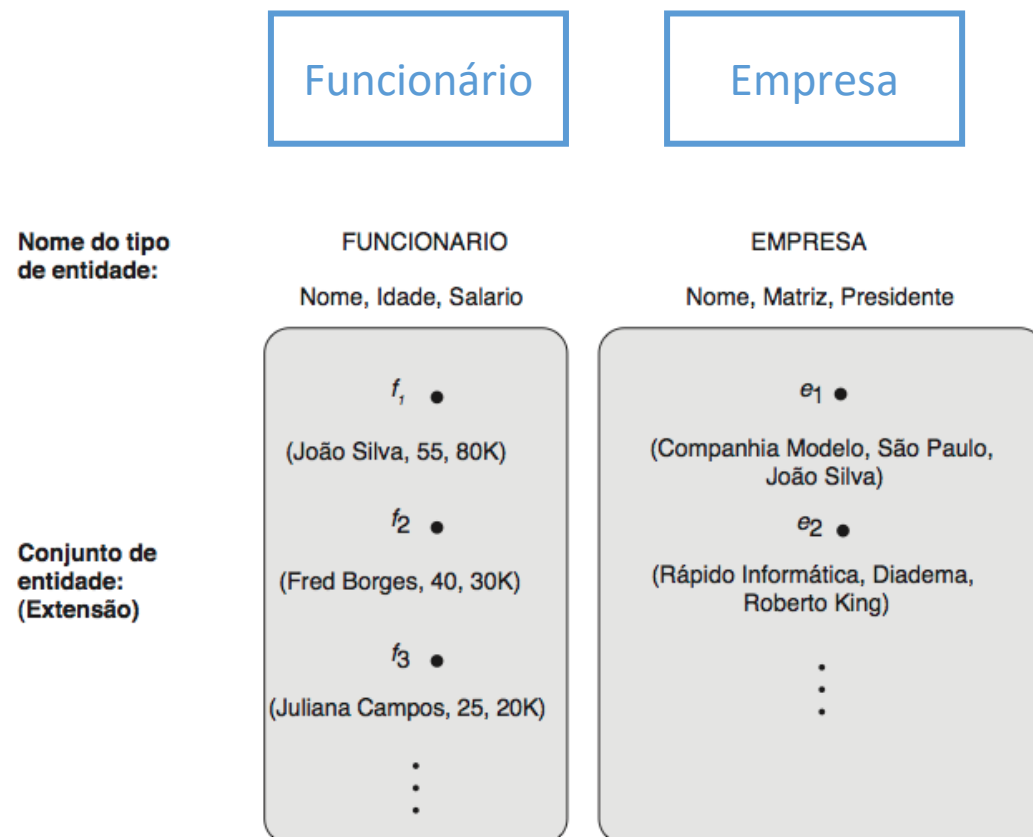 Funcionário
Empresa
Nome do tipo
de entidade:
FUNCIONARIO
Nome, Idade, Salario
EMPRESA
Nome, Matriz, Presidente
Conjunto de
entidade:
(Extensão)
f1
(João Silva, 55, 80K)
f2
(Fred Borges, 40, 30K)
f3
(Juliana Campos, 25, 20K)
e1
(Companhia Modelo, São Paulo,
João Silva)
e2
(Rápido Informática, Diadema,
Roberto King)